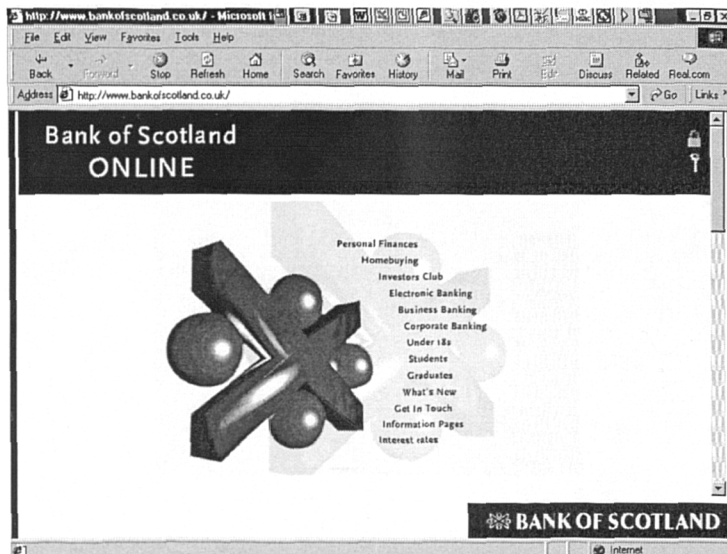 http://www.bankofscotland.co.uk/ - Microsoft
File Edit View Favorites Tools Help
Back Forward Stop Refresh Home Search Favorites History Mail Print Edit Discuss Related Real.com
Address http://www.bankofscotland.co.uk/ Go Links »
Bank of Scotland
ONLINE
Personal Finances
Homebuying
Investors Club
Electronic Banking
Business Banking
Corporate Banking
Under 18s
Students
Graduates
What's New
Get In Touch
Information Pages
Interest rates
BANK OF SCOTLAND
Internet